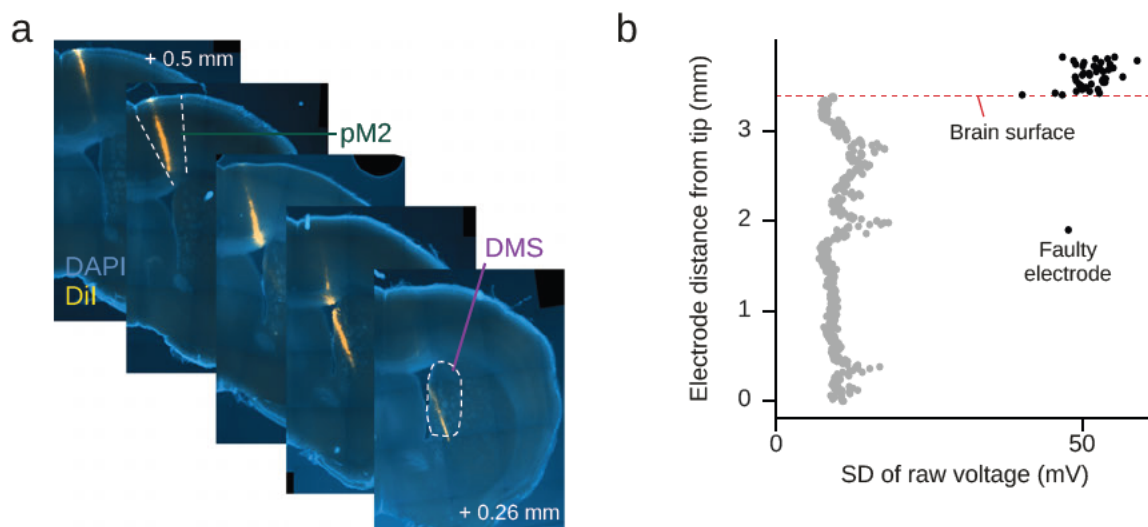 a
+ 0.5 mm
pM2
DMS
DAPI
DiI
+ 0.26 mm
b
Electrode distance from tip (mm)
3
2
1
0
Brain surface
Faulty
electrode
0
50
SD of raw voltage (mV)